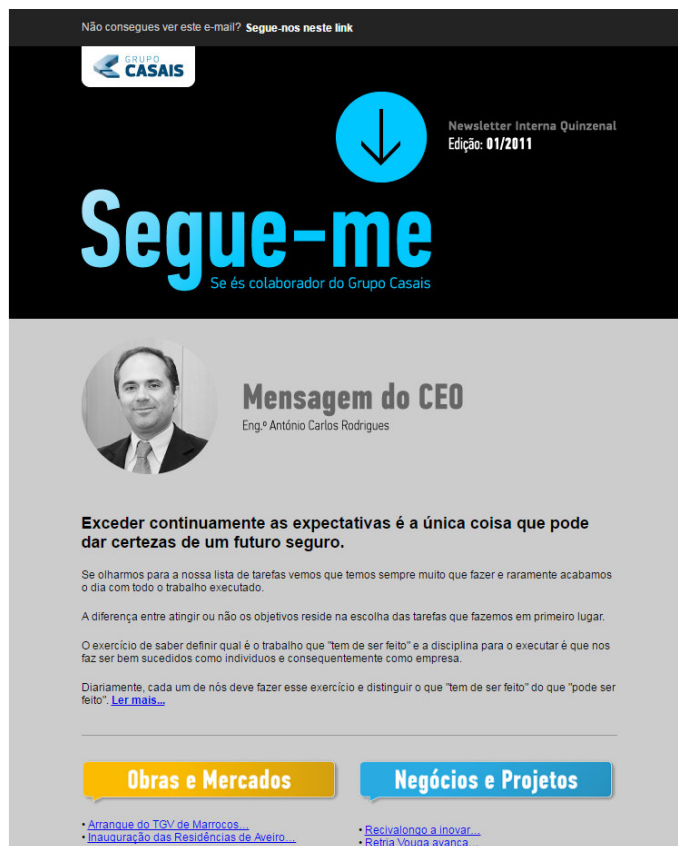 Não consegues ver este e-mail? Segue-nos neste link
GRUPO
CASAIS
Newsletter Interna Quinzenal
Edição: 01/2011
Segue-me
Se és colaborador do Grupo Casais
Mensagem do CEO
Eng.º António Carlos Rodrigues
Exceder continuamente as expectativas é a única coisa que pode
dar certezas de um futuro seguro.
Se olharmos para a nossa lista de tarefas vemos que temos sempre muito que fazer e raramente acabamos
o dia com todo o trabalho executado.
A diferença entre atingir ou não os objetivos reside na escolha das tarefas que fazemos em primeiro lugar.
O exercício de saber definir qual é o trabalho que "tem de ser feito" e a disciplina para o executar é que nos
faz ser bem sucedidos como individuos e consequentemente como empresa.
Diariamente, cada um de nós deve fazer esse exercício e distinguir o que "tem de ser feito" do que "pode ser
feito". Ler mais...
Obras e Mercados
• Arranque do TGV de Marrocos...
• Inauguração das Residências de Aveiro...
Negócios e Projetos
• Recivalongo a inovar...
• Retria Vouga avança...